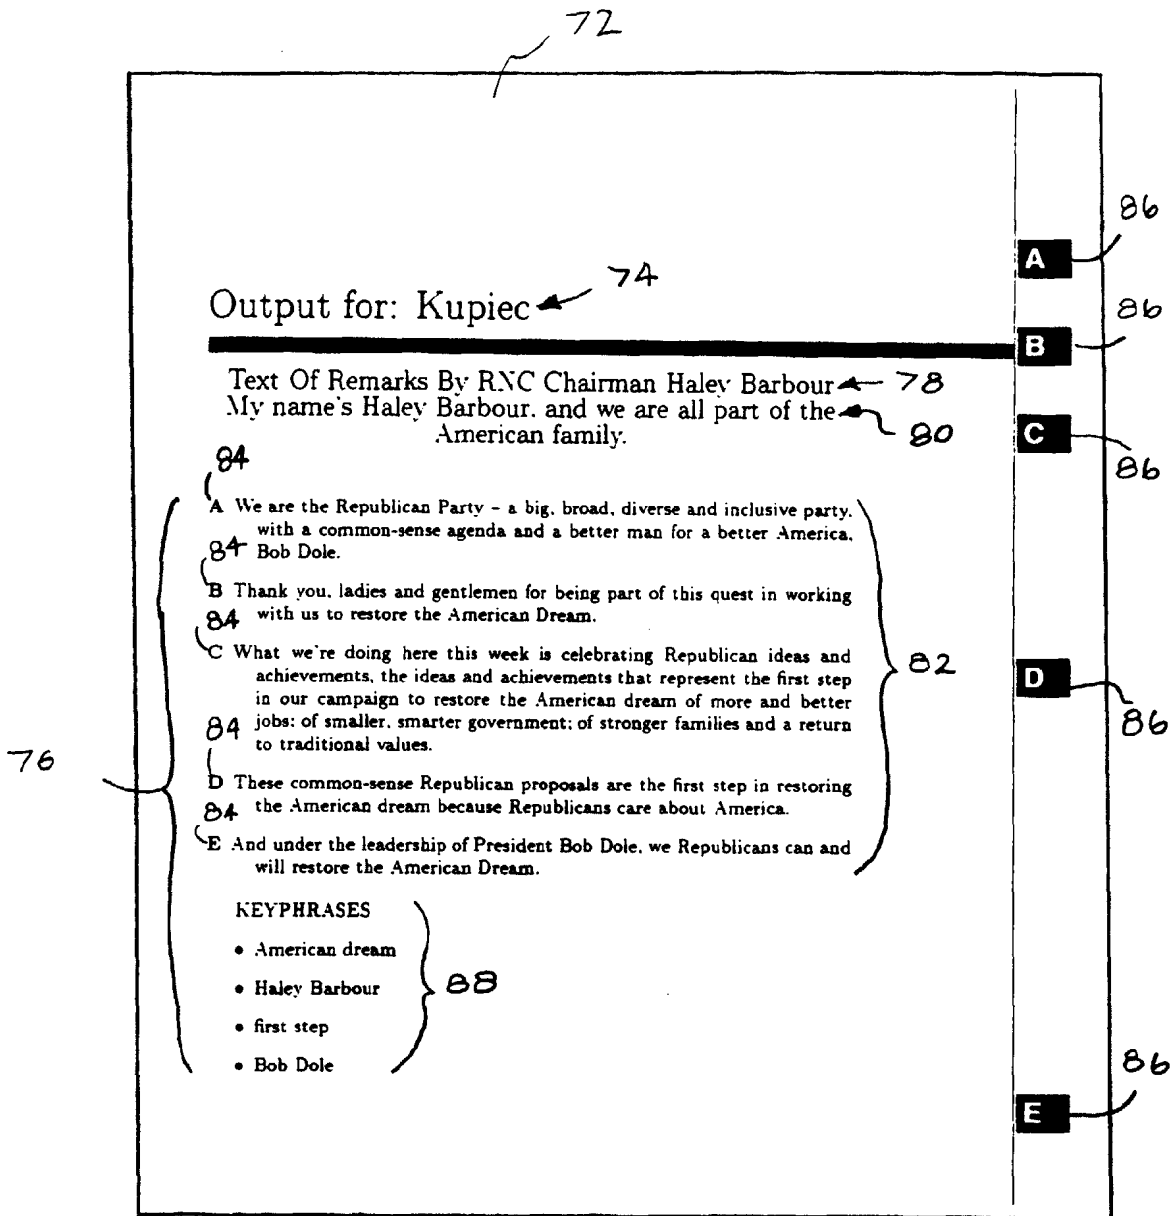 72
86
A
Output for: Kupiec
74
86
B
Text Of Remarks By RNC Chairman Haley Barbour
78
My name's Haley Barbour, and we are all part of the
American family.
80
C
86
84
A We are the Republican Party - a big, broad, diverse and inclusive party,
with a common-sense agenda and a better man for a better America,
84
Bob Dole.
B Thank you, ladies and gentlemen for being part of this quest in working
84
with us to restore the American Dream.
C What we're doing here this week is celebrating Republican ideas and
82
achievements, the ideas and achievements that represent the first step
D
in our campaign to restore the American dream of more and better
84
jobs; of smaller, smarter government; of stronger families and a return
86
to traditional values.
76
D These common-sense Republican proposals are the first step in restoring
84
the American dream because Republicans care about America.
E And under the leadership of President Bob Dole, we Republicans can and
will restore the American Dream.
KEYPHRASES
• American dream
• Haley Barbour
88
• first step
• Bob Dole
86
E